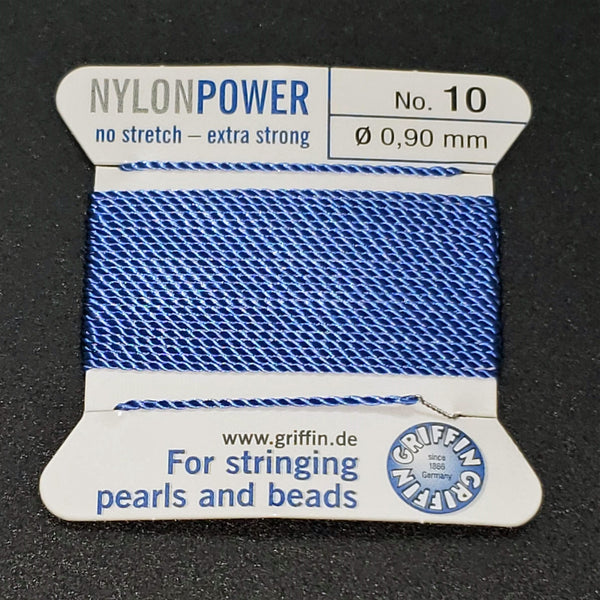 NYLONPOWER
no stretch – extra strong
No. 10
Ø 0,90 mm
www.griffin.de
For stringing
pearls and beads
GRIFFIN GRIFFIN
since
1886
Germany